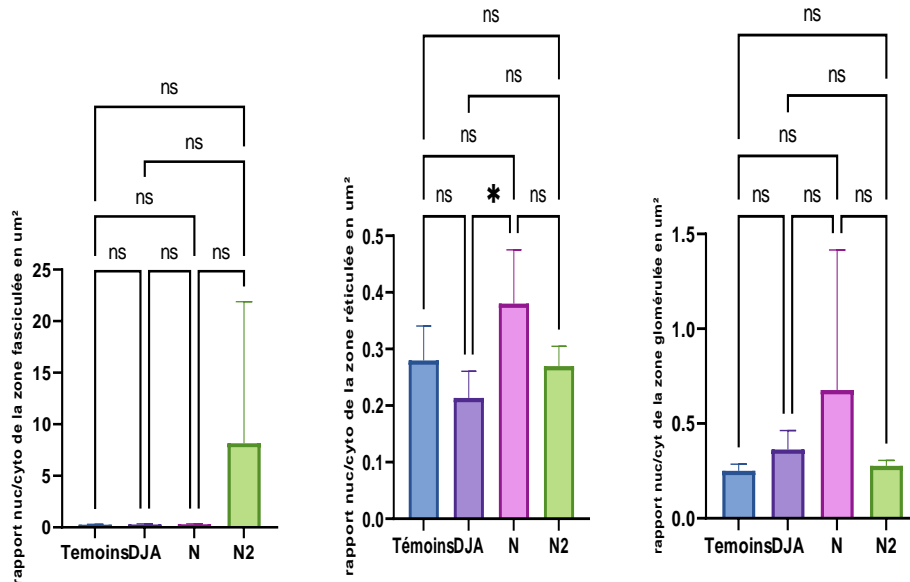 rapport nuc/cyto de la zone fasciculée en um²
ns
ns
ns
ns ns ns
25
20
15
10
5
0
Temoins DJA N N2
rappport nuc/cyto de la zone réticulée en um²
ns
ns
ns
ns * ns
0.5
0.4
0.3
0.2
0.1
0.0
Témoins DJA N N2
rapport nuc/cyt de la zone glomérulée en um²
ns
ns
ns
ns ns ns
1.5
1.0
0.5
0.0
Temoins DJA N N2